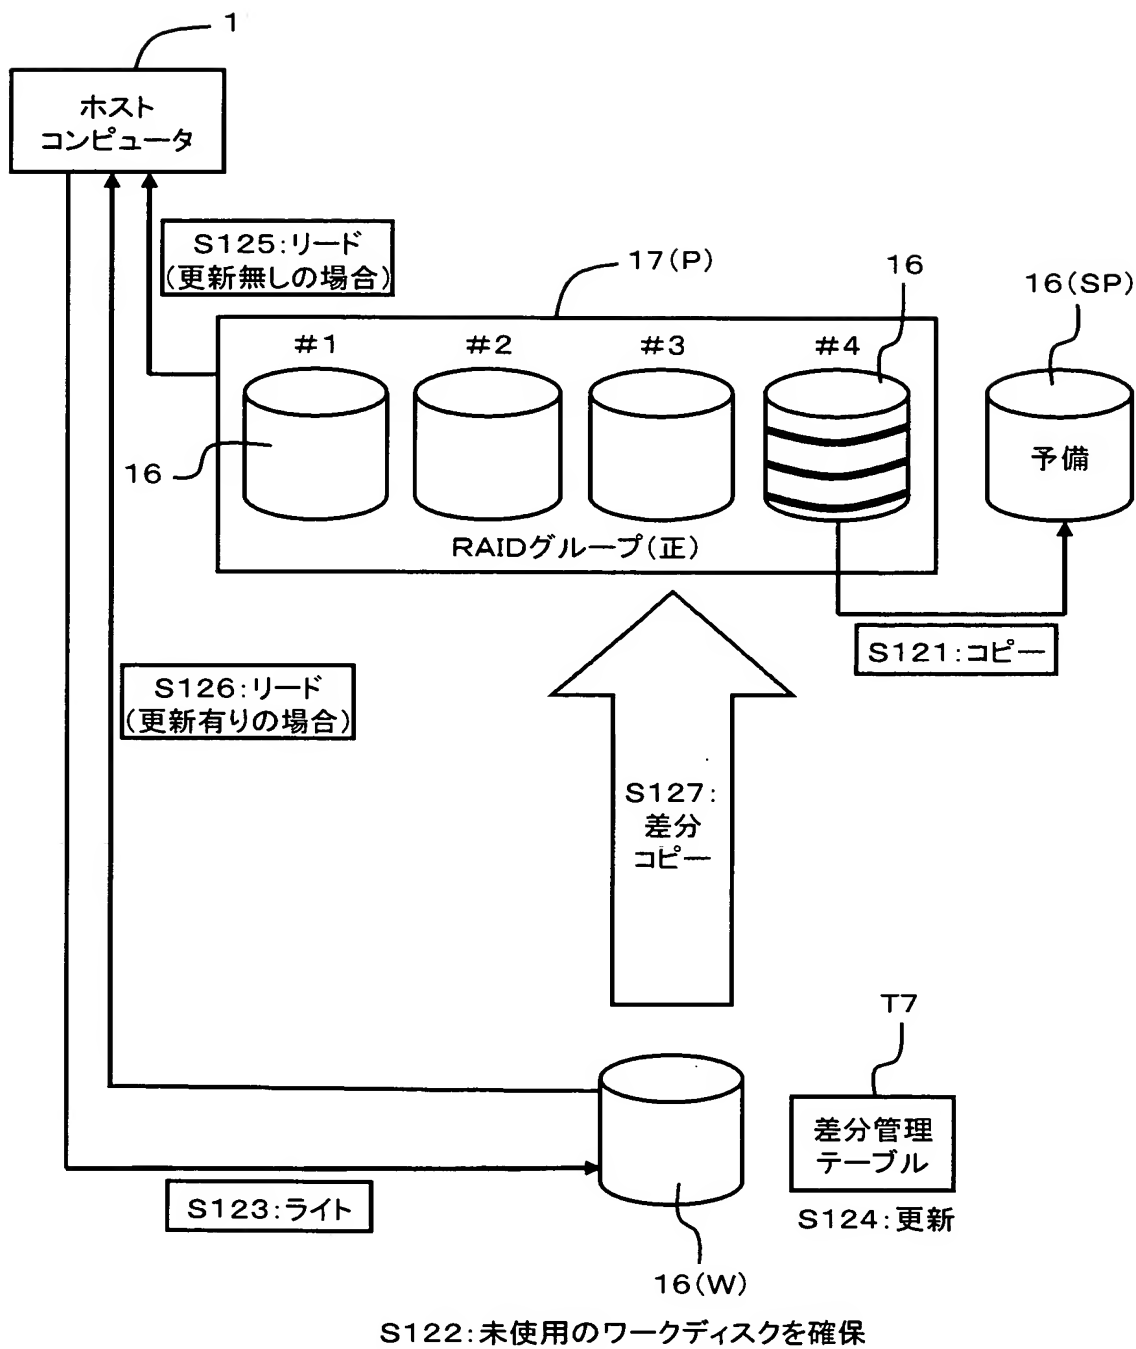 1
ホスト
コンピュータ
S125:リード
(更新無しの場合)
17(P)
16
16(SP)
#1
#2
#3
#4
16
予備
RAIDグループ(正)
S121:コピー
S126:リード
(更新有りの場合)
S127:
差分
コピー
T7
差分管理
テーブル
S123:ライト
S124:更新
16(W)
S122:未使用のワークディスクを確保